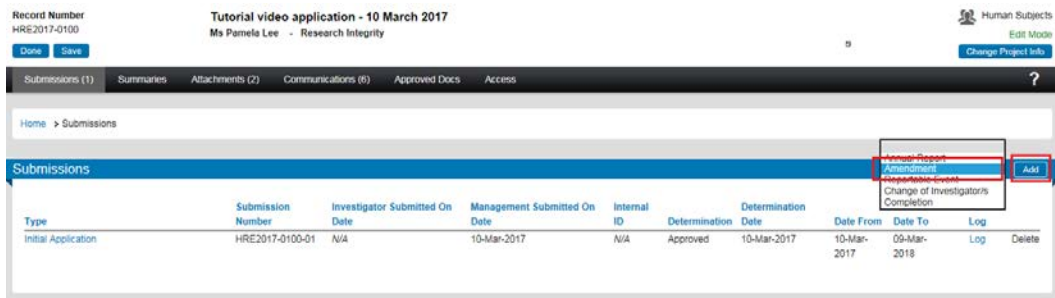 Record Number
HRE2017-0100
Done Save
Tutorial video application - 10 March 2017
Ms Pamela Lee - Research Integrity
Human Subjects
Edit Mode
Change Project Info
Submissions (1) Summaries Attachments (2) Communications (6) Approved Docs Access ?
Home > Submissions
Submissions
Annual Report
Amendment
Reportable Event
Change of Investigator/s
Completion
Add
Type Submission Number Investigator Submitted On Date Management Submitted On Date Internal ID Determination Determination Date Date From Date To Log
Initial Application HRE2017-0100-01 N/A 10-Mar-2017 N/A Approved 10-Mar-2017 10-Mar-2017 09-Mar-2018 Log Delete